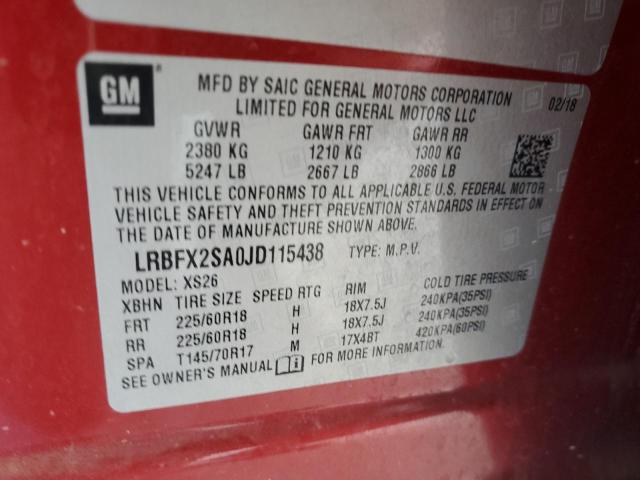 GM
MFD BY SAIC GENERAL MOTORS CORPORATION
LIMITED FOR GENERAL MOTORS LLC
02/18
GVWR GAWR FRT GAWR RR
2380 KG 1210 KG 1300 KG
5247 LB 2667 LB 2866 LB
THIS VEHICLE CONFORMS TO ALL APPLICABLE U.S. FEDERAL MOTOR
VEHICLE SAFETY AND THEFT PREVENTION STANDARDS IN EFFECT ON
THE DATE OF MANUFACTURE SHOWN ABOVE.
LRBFX2SA0JD115438 TYPE: M.P.V.
MODEL: XS26
XBHN TIRE SIZE SPEED RTG RIM COLD TIRE PRESSURE
FRT 225/60R18 H 18X7.5J 240KPA(35PSI)
RR 225/60R18 H 18X7.5J 240KPA(35PSI)
SPA T145/70R17 M 17X4BT 420KPA(60PSI)
SEE OWNER'S MANUAL FOR MORE INFORMATION.